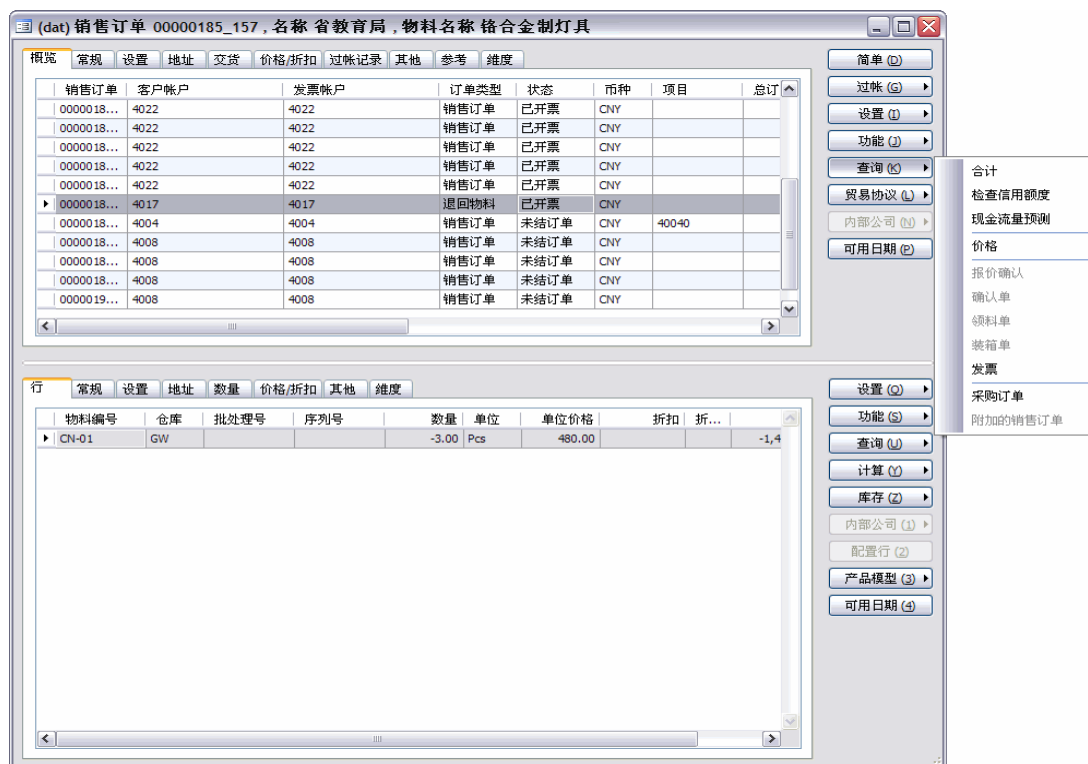 (dat) 销售订单 00000185_157 , 名称 省教育局 , 物料名称 铬合金制灯具
概览 常规 设置 地址 交货 价格/折扣 过帐记录 其他 参考 维度
销售订单 客户帐户 发票帐户 订单类型 状态 币种 项目 总订
0000018... 4022 4022 销售订单 已开票 CNY
0000018... 4022 4022 销售订单 已开票 CNY
0000018... 4022 4022 销售订单 已开票 CNY
0000018... 4022 4022 销售订单 已开票 CNY
0000018... 4022 4022 销售订单 已开票 CNY
0000018... 4017 4017 退回物料 已开票 CNY
0000018... 4004 4004 销售订单 未结订单 CNY 40040
0000018... 4008 4008 销售订单 未结订单 CNY
0000018... 4008 4008 销售订单 未结订单 CNY
0000018... 4008 4008 销售订单 未结订单 CNY
0000019... 4008 4008 销售订单 未结订单 CNY
简单 (D)
过帐 (G)
设置 (I)
功能 (J)
查询 (K)
贸易协议 (L)
内部公司 (N)
可用日期 (P)
合计
检查信用额度
现金流量预测
价格
报价确认
确认单
领料单
装箱单
发票
采购订单
附加的销售订单
行 常规 设置 地址 数量 价格/折扣 其他 维度
物料编号 仓库 批处理号 序列号 数量 单位 单位价格 折扣 折...
CN-01 GW -3.00 Pcs 480.00 -1,4
设置 (Q)
功能 (S)
查询 (U)
计算 (Y)
库存 (Z)
内部公司 (1)
配置行 (2)
产品模型 (3)
可用日期 (4)